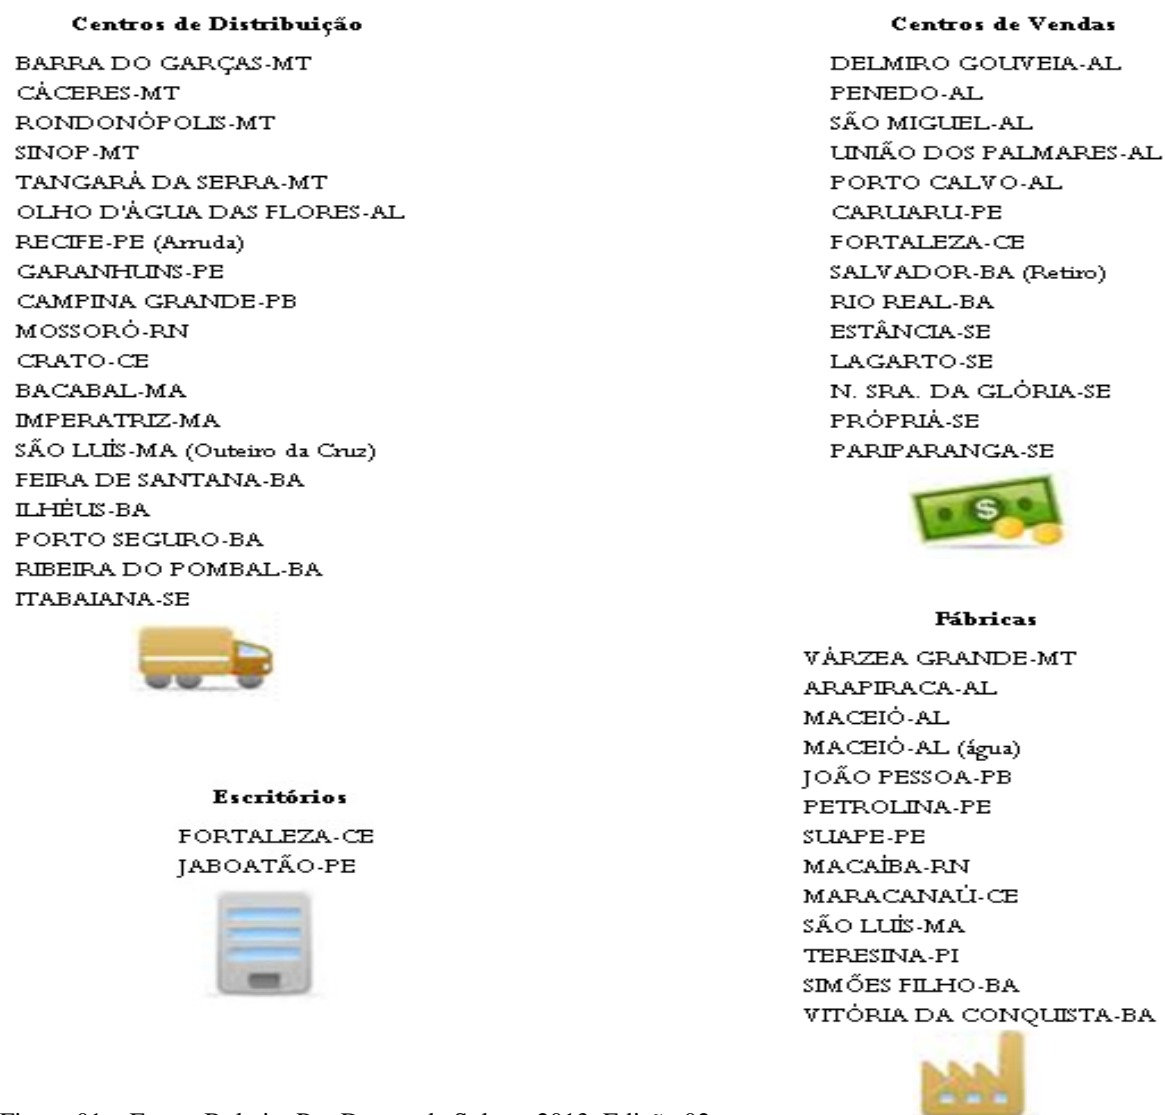 Centros de Distribuição
BARRA DO GARÇAS-MT
CÁCERES-MT
RONDONÓPOLIS-MT
SINOP-MT
TANGARÁ DA SERRA-MT
OLHO D'ÁGUA DAS FLORES-AL
RECIFE-PE (Arruda)
GARANHUNS-PE
CAMPINA GRANDE-PB
MOSSORÓ-RN
CRATO-CE
BACABAL-MA
IMPERATRIZ-MA
SÃO LUÍS-MA (Outeiro da Cruz)
FEIRA DE SANTANA-BA
ILHÉUS-BA
PORTO SEGURO-BA
RIBEIRA DO POMBAL-BA
ITABAIANA-SE
Escritórios
FORTALEZA-CE
JABOATÃO-PE
Centros de Vendas
DELMIRO GOUVEIA-AL
PENEDO-AL
SÃO MIGUEL-AL
UNIÃO DOS PALMARES-AL
PORTO CALVO-AL
CARUARU-PE
FORTALEZA-CE
SALVADOR-BA (Retiro)
RIO REAL-BA
ESTÂNCIA-SE
LAGARTO-SE
N. SRA. DA GLÓRIA-SE
PRÓPRIÁ-SE
PARIPARANGA-SE
$
Fábricas
VÁRZEA GRANDE-MT
ARAPIRACA-AL
MACEIÓ-AL
MACEIÓ-AL (água)
JOÃO PESSOA-PB
PETROLINA-PE
SUAPE-PE
MACAÍBA-RN
MARACANAÚ-CE
SÃO LUÍS-MA
TERESINA-PI
SIMÕES FILHO-BA
VITÓRIA DA CONQUISTA-BA